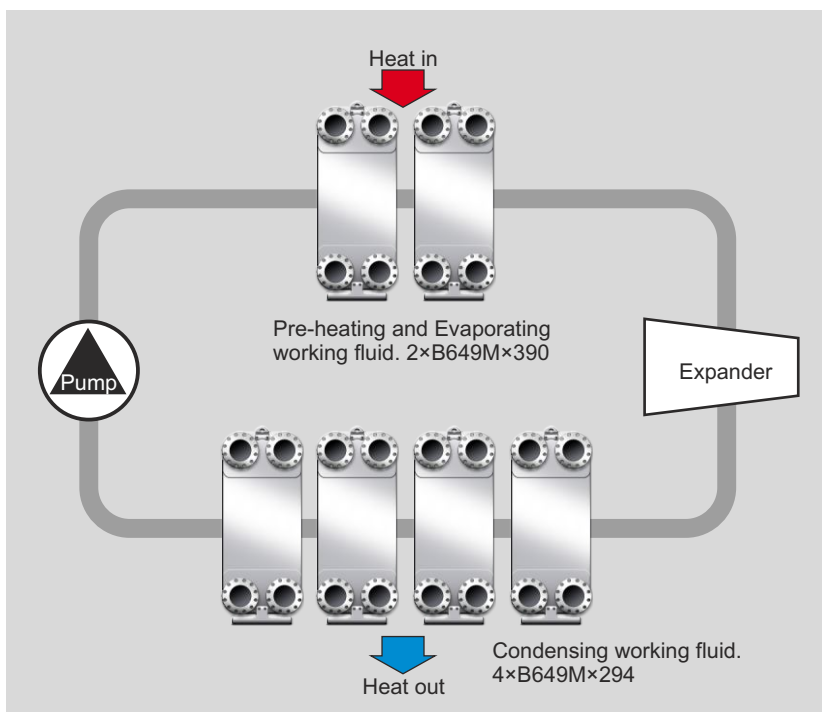 Heat in
Pre-heating and Evaporating
working fluid. 2×B649M×390
Pump
Expander
Condensing working fluid.
4×B649M×294
Heat out